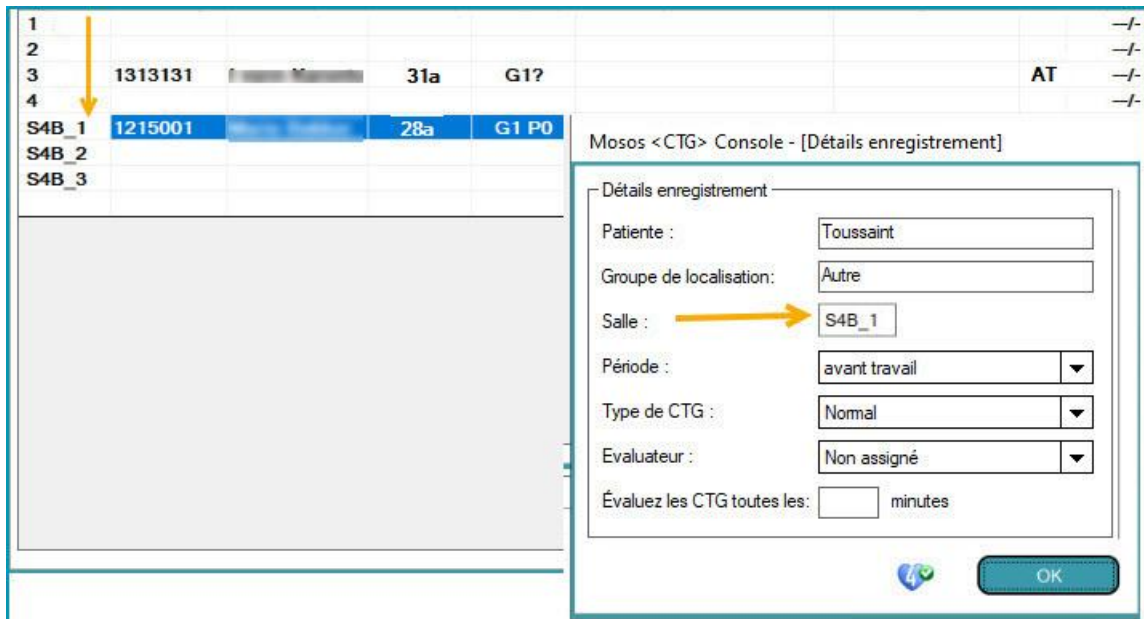 1 --/-
2 --/-
3 1313131 31a G1? AT --/-
4 --/-
S4B_1 1215001 28a G1 P0
S4B_2
S4B_3
Mosos <CTG> Console - [Détails enregistrement]
Détails enregistrement
Patiente : Toussaint
Groupe de localisation: Autre
Salle : S4B_1
Période : avant travail
Type de CTG : Normal
Evaluateur : Non assigné
Évaluez les CTG toutes les: minutes
4 OK